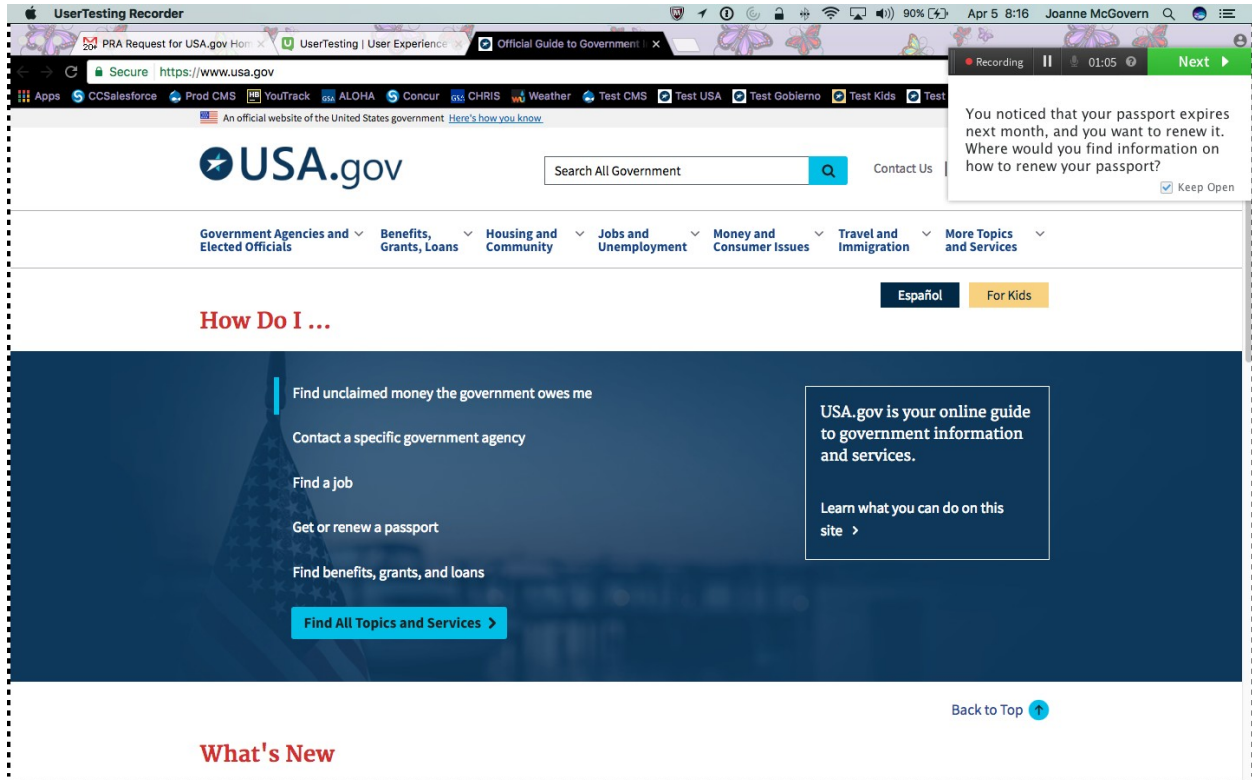 UserTesting Recorder
90%
Apr 5 8:16
Joanne McGovern
PRA Request for USA.gov Hom
UserTesting | User Experience
Official Guide to Government
Secure
https://www.usa.gov
Recording
01:05
Next
Apps
CCSalesforce
Prod CMS
YouTrack
ALOHA
Concur
CHRIS
Weather
Test CMS
Test USA
Test Gobierno
Test Kids
Test
You noticed that your passport expires
next month, and you want to renew it.
Where would you find information on
how to renew your passport?
Keep Open
An official website of the United States government Here's how you know
USA.gov
Search All Government
Contact Us
Government Agencies and
Elected Officials
Benefits,
Grants, Loans
Housing and
Community
Jobs and
Unemployment
Money and
Consumer Issues
Travel and
Immigration
More Topics
and Services
Español
For Kids
How Do I ...
Find unclaimed money the government owes me
Contact a specific government agency
Find a job
Get or renew a passport
Find benefits, grants, and loans
Find All Topics and Services
USA.gov is your online guide
to government information
and services.
Learn what you can do on this
site
Back to Top
What's New